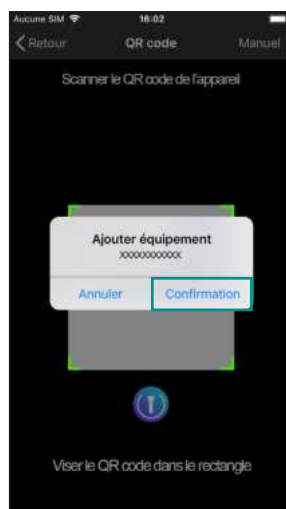 Aucune SIM 16:02
Retour QR code Manuel
Scanner le QR code de l'appareil
Ajouter équipement
xxxxxxxxxxx
Annuler Confirmation
Viser le QR code dans le rectangle